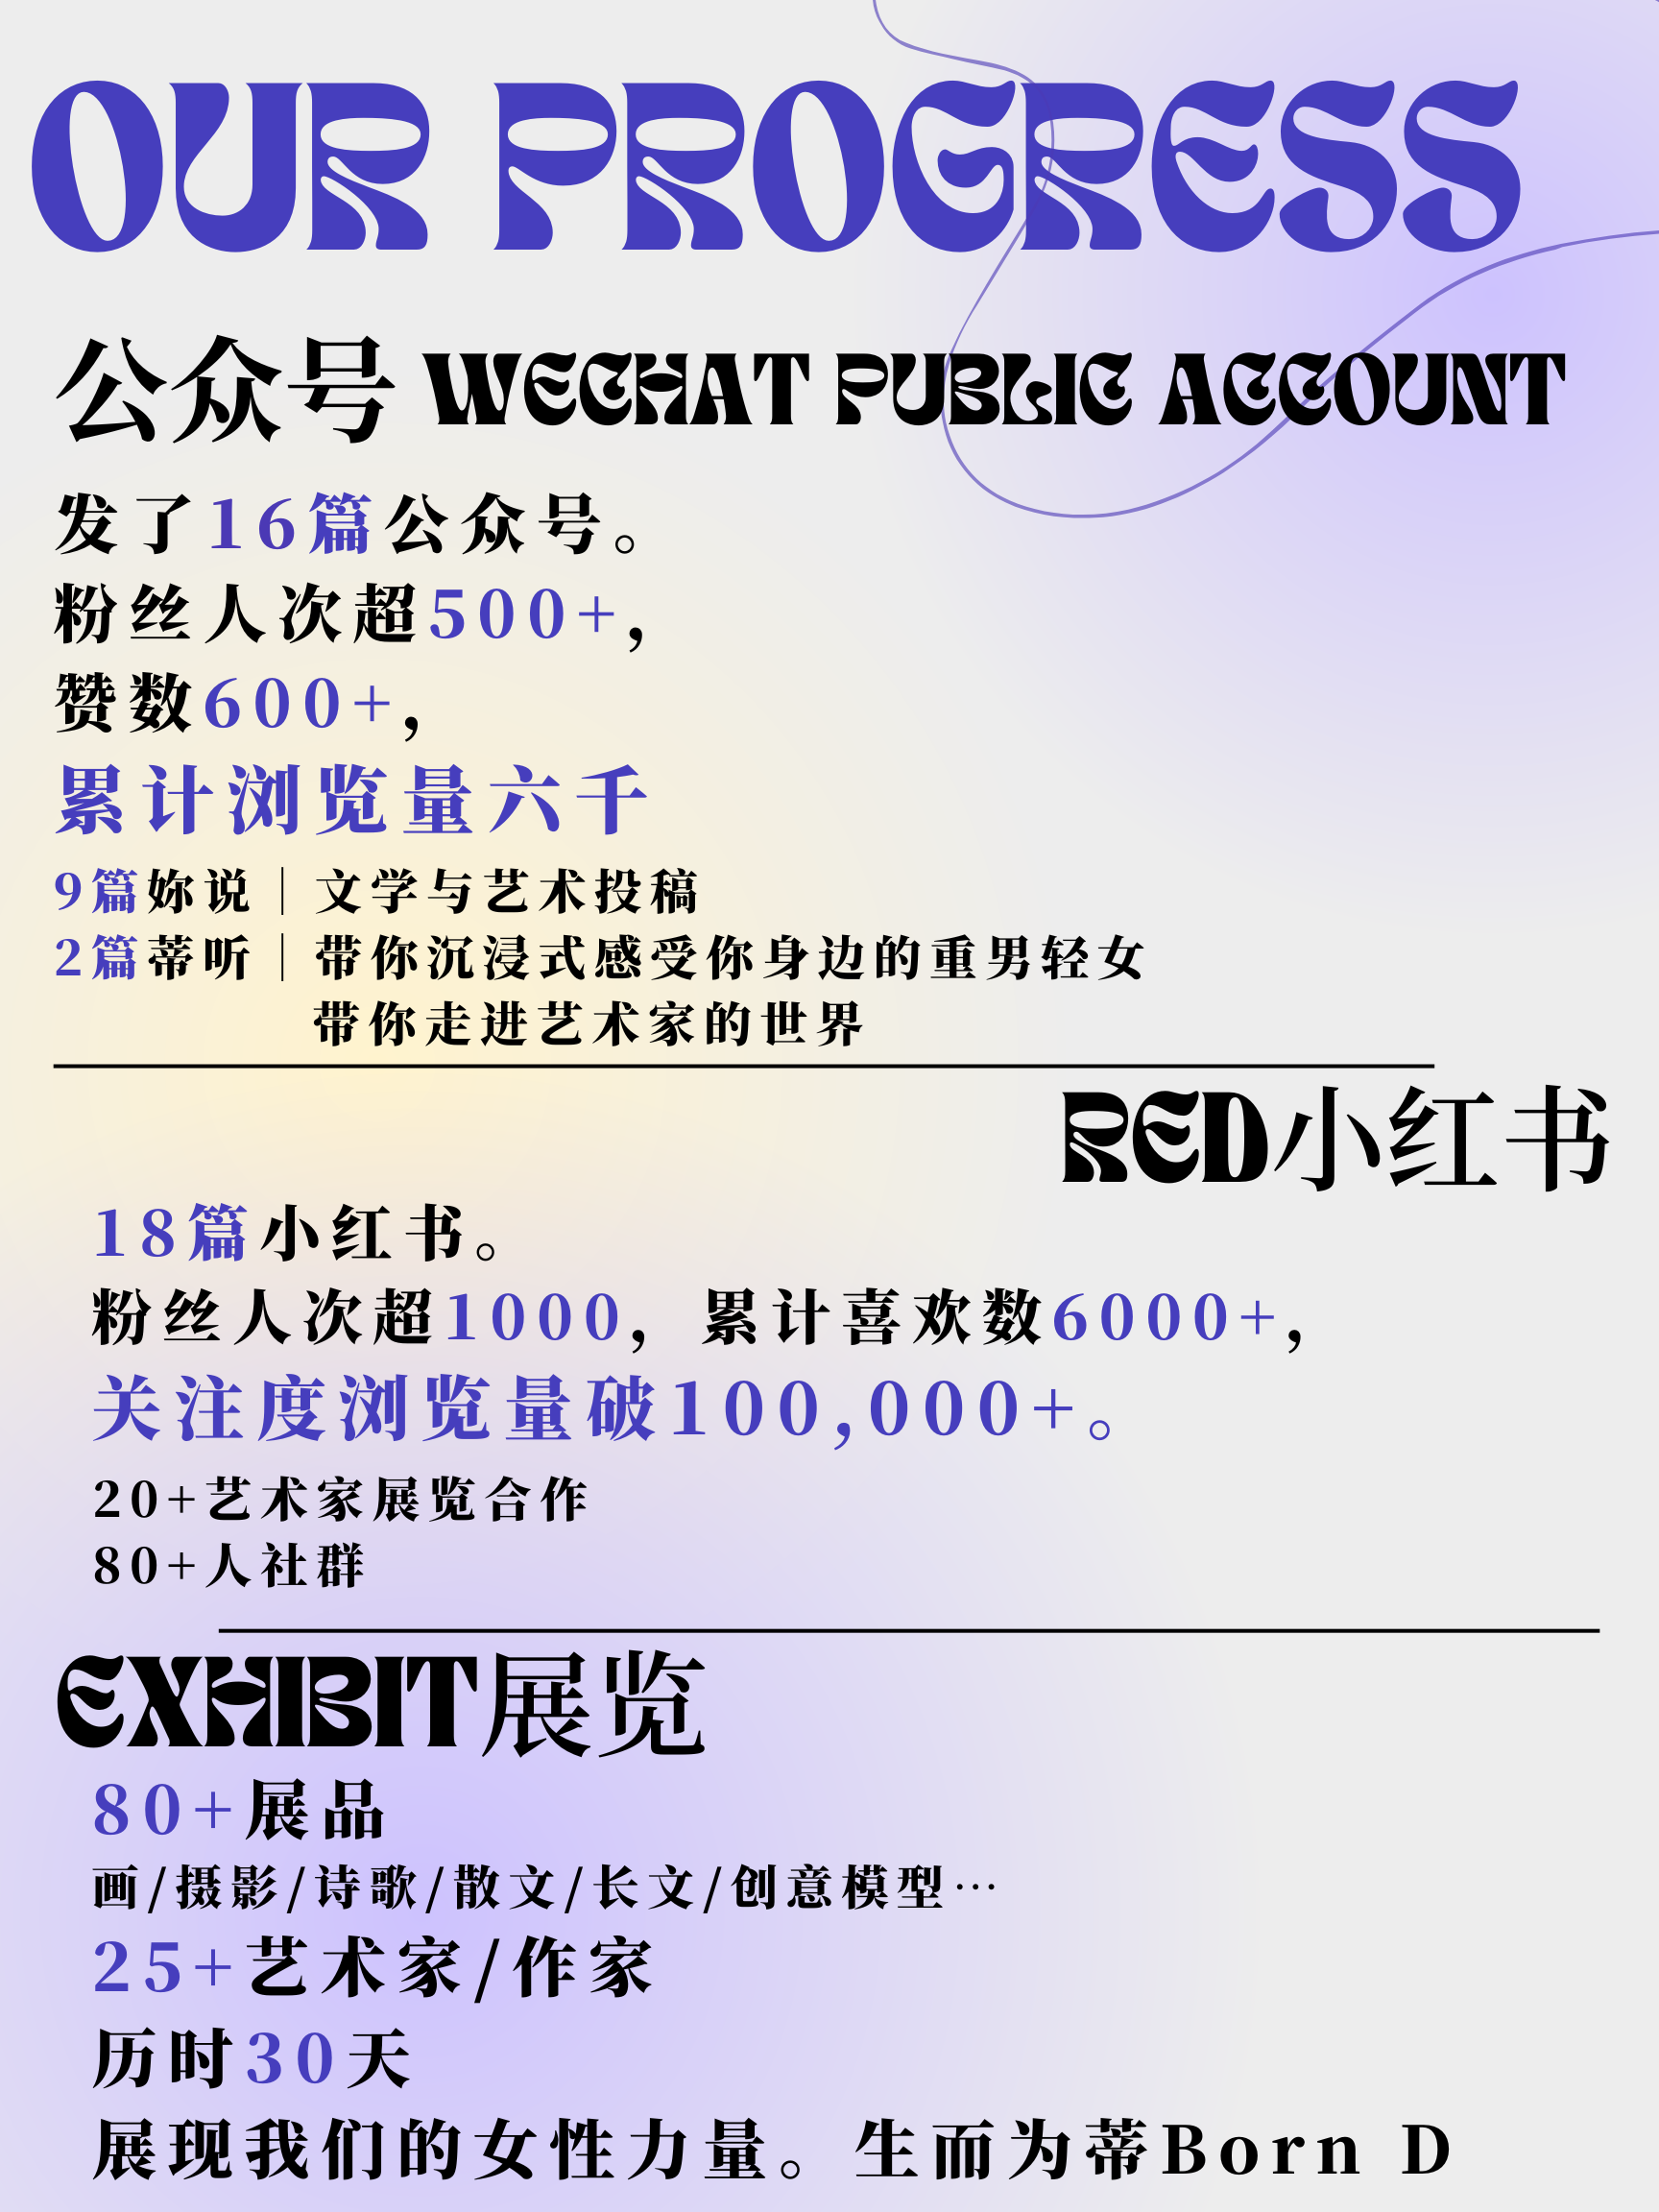 OUR PROGRESS
公众号 WECHAT PUBLIC ACCOUNT
发了16篇公众号。
粉丝人次超500+,
赞数600+,
累计浏览量六千
9篇妳说｜文学与艺术投稿
2篇蒂听｜带你沉浸式感受你身边的重男轻女
带你走进艺术家的世界
RED小红书
18篇小红书。
粉丝人次超1000，累计喜欢数6000+,
关注度浏览量破100,000+。
20+艺术家展览合作
80+人社群
EXHIBIT展览
80+展品
画/摄影/诗歌/散文/长文/创意模型…
25+艺术家/作家
历时30天
展现我们的女性力量。生而为蒂Born D